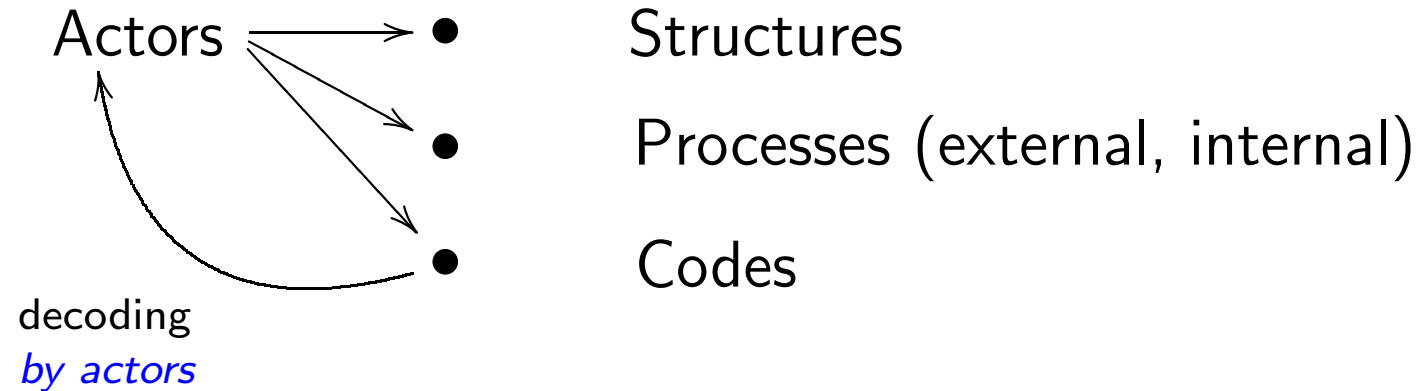 Actors ● Structures
● Processes (external, internal)
● Codes
decoding
by actors